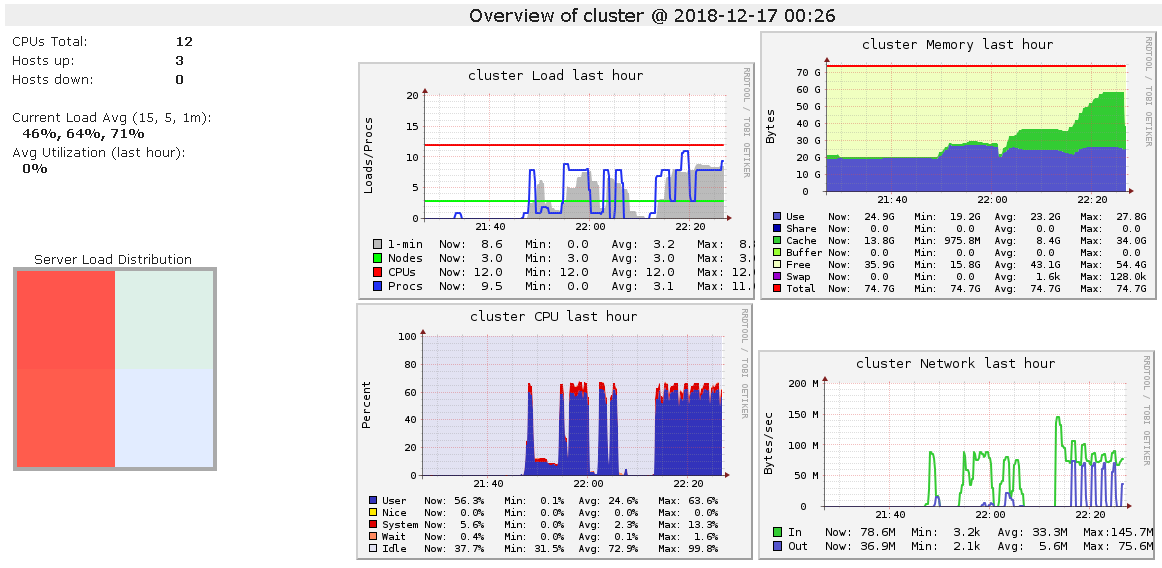 Overview of cluster @ 2018-12-17 00:26
CPUs Total: 12
Hosts up: 3
Hosts down: 0
Current Load Avg (15, 5, 1m):
46%, 64%, 71%
Avg Utilization (last hour):
0%
Server Load Distribution
cluster Load last hour
RRDTOOL / TOBI OETIKER
Loads/Procs
20
15
10
5
0
21:40 22:00 22:20
1-min Now: 8.6 Min: 0.0 Avg: 3.2 Max: 8.
Nodes Now: 3.0 Min: 3.0 Avg: 3.0 Max: 3.
CPUs Now: 12.0 Min: 12.0 Avg: 12.0 Max: 12.
Procs Now: 9.5 Min: 0.0 Avg: 3.1 Max: 11.
cluster Memory last hour
RRDTOOL / TOBI OETIKER
Bytes
70 G
60 G
50 G
40 G
30 G
20 G
10 G
0
21:40 22:00 22:20
Use Now: 24.9G Min: 19.2G Avg: 23.2G Max: 27.8G
Share Now: 0.0 Min: 0.0 Avg: 0.0 Max: 0.0
Cache Now: 13.8G Min: 975.8M Avg: 8.4G Max: 34.0G
Buffer Now: 0.0 Min: 0.0 Avg: 0.0 Max: 0.0
Free Now: 35.9G Min: 15.8G Avg: 43.1G Max: 54.4G
Swap Now: 0.0 Min: 0.0 Avg: 1.6k Max: 128.0k
Total Now: 74.7G Min: 74.7G Avg: 74.7G Max: 74.7G
cluster CPU last hour
RRDTOOL / TOBI OETIKER
Percent
100
80
60
40
20
0
21:40 22:00 22:20
User Now: 56.3% Min: 0.1% Avg: 24.6% Max: 63.6%
Nice Now: 0.0% Min: 0.0% Avg: 0.0% Max: 0.0%
System Now: 5.6% Min: 0.0% Avg: 2.3% Max: 13.3%
Wait Now: 0.4% Min: 0.0% Avg: 0.1% Max: 1.6%
Idle Now: 37.7% Min: 31.5% Avg: 72.9% Max: 99.8%
cluster Network last hour
RRDTOOL / TOBI OETIKER
Bytes/sec
200 M
150 M
100 M
50 M
0
21:40 22:00 22:20
In Now: 78.6M Min: 3.2k Avg: 33.3M Max:145.7M
Out Now: 36.9M Min: 2.1k Avg: 5.6M Max: 75.6M